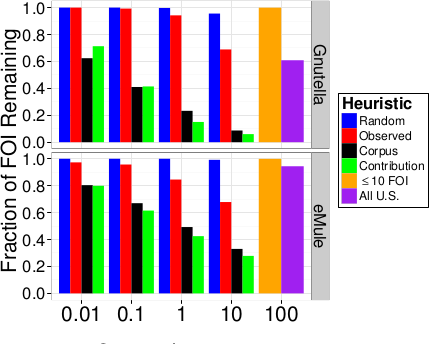 Fraction of FOI Remaining
1.0
0.8
0.6
0.4
0.2
0.0
Gnutella
1.0
0.8
0.6
0.4
0.2
0.0
eMule
0.01 0.1 1 10 100
Heuristic
Random
Observed
Corpus
Contribution
≤10 FOI
All U.S.